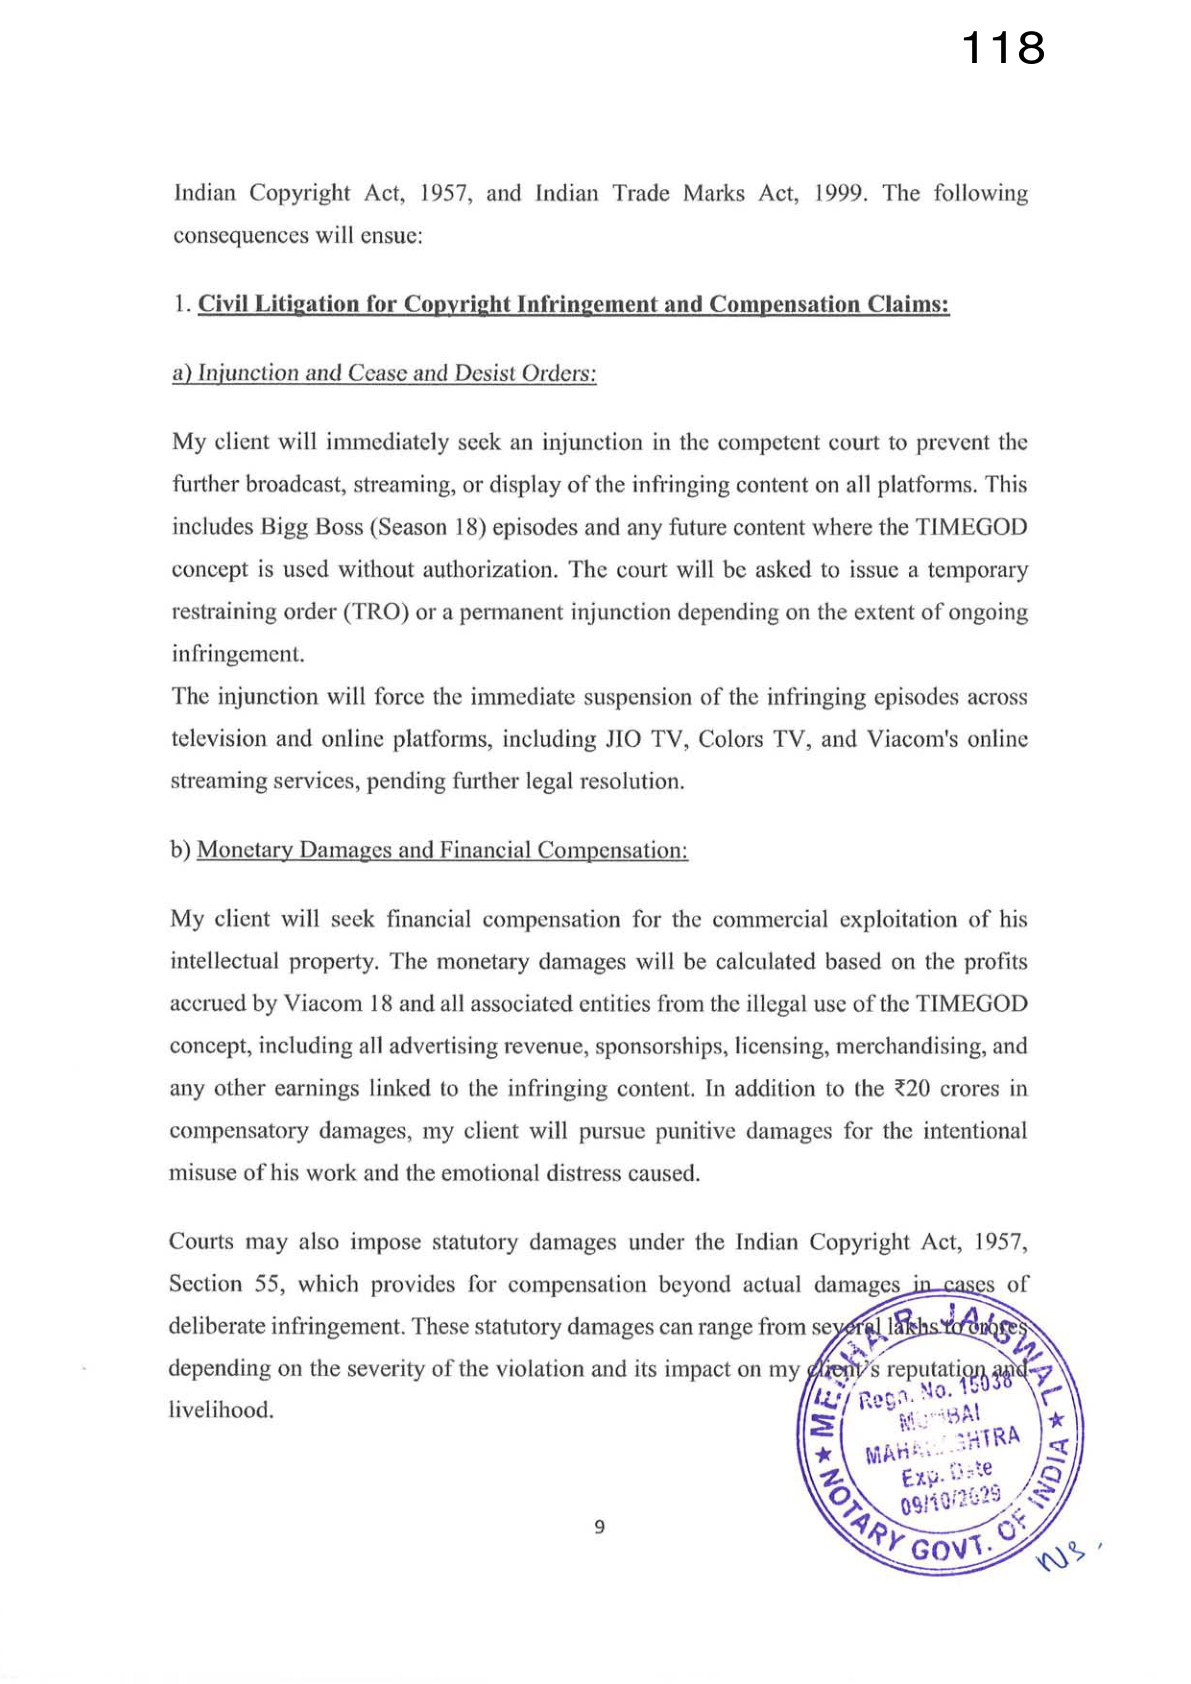 118
Indian Copyright Act, 1957, and Indian Trade Marks Act, 1999. The following
consequences will ensue:
1. Civil Litigation for Copyright Infringement and Compensation Claims:
a) Injunction and Cease and Desist Orders:
My client will immediately seek an injunction in the competent court to prevent the
further broadcast, streaming, or display of the infringing content on all platforms. This
includes Bigg Boss (Season 18) episodes and any future content where the TIMEGOD
concept is used without authorization. The court will be asked to issue a temporary
restraining order (TRO) or a permanent injunction depending on the extent of ongoing
infringement.
The injunction will force the immediate suspension of the infringing episodes across
television and online platforms, including JIO TV, Colors TV, and Viacom's online
streaming services, pending further legal resolution.
b) Monetary Damages and Financial Compensation:
My client will seek financial compensation for the commercial exploitation of his
intellectual property. The monetary damages will be calculated based on the profits
accrued by Viacom 18 and all associated entities from the illegal use of the TIMEGOD
concept, including all advertising revenue, sponsorships, licensing, merchandising, and
any other earnings linked to the infringing content. In addition to the ₹20 crores in
compensatory damages, my client will pursue punitive damages for the intentional
misuse of his work and the emotional distress caused.
Courts may also impose statutory damages under the Indian Copyright Act, 1957,
Section 55, which provides for compensation beyond actual damages in cases of
deliberate infringement. These statutory damages can range from several lakhs to crores
depending on the severity of the violation and its impact on my client's reputation and
livelihood.
MEDHA R. JAISWAL
Regn. No. 15038
MUMBAI
MAHARASHTRA
Exp. Date
09/10/2029
NOTARY GOVT. OF INDIA
9